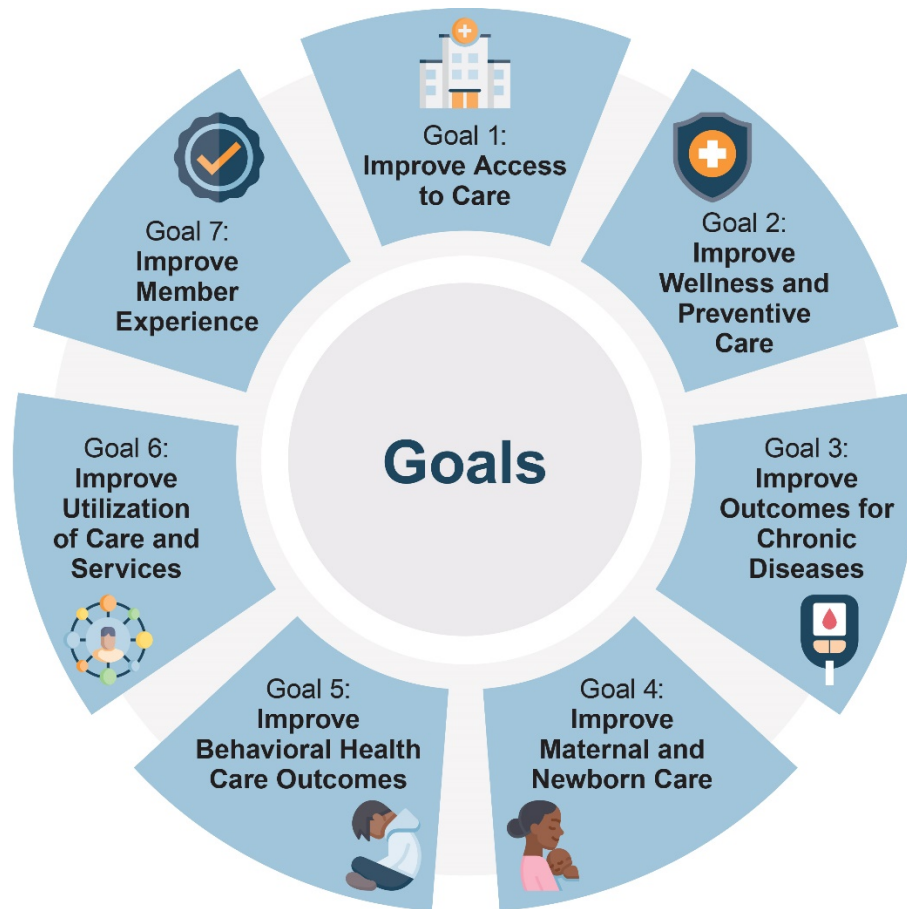 Goal 1:
Improve Access
to Care
Goal 2:
Improve
Wellness and
Preventive
Care
Goal 3:
Improve
Outcomes for
Chronic
Diseases
Goal 4:
Improve
Maternal and
Newborn Care
Goal 5:
Improve
Behavioral Health
Care Outcomes
Goal 6:
Improve
Utilization
of Care and
Services
Goal 7:
Improve
Member
Experience
Goals